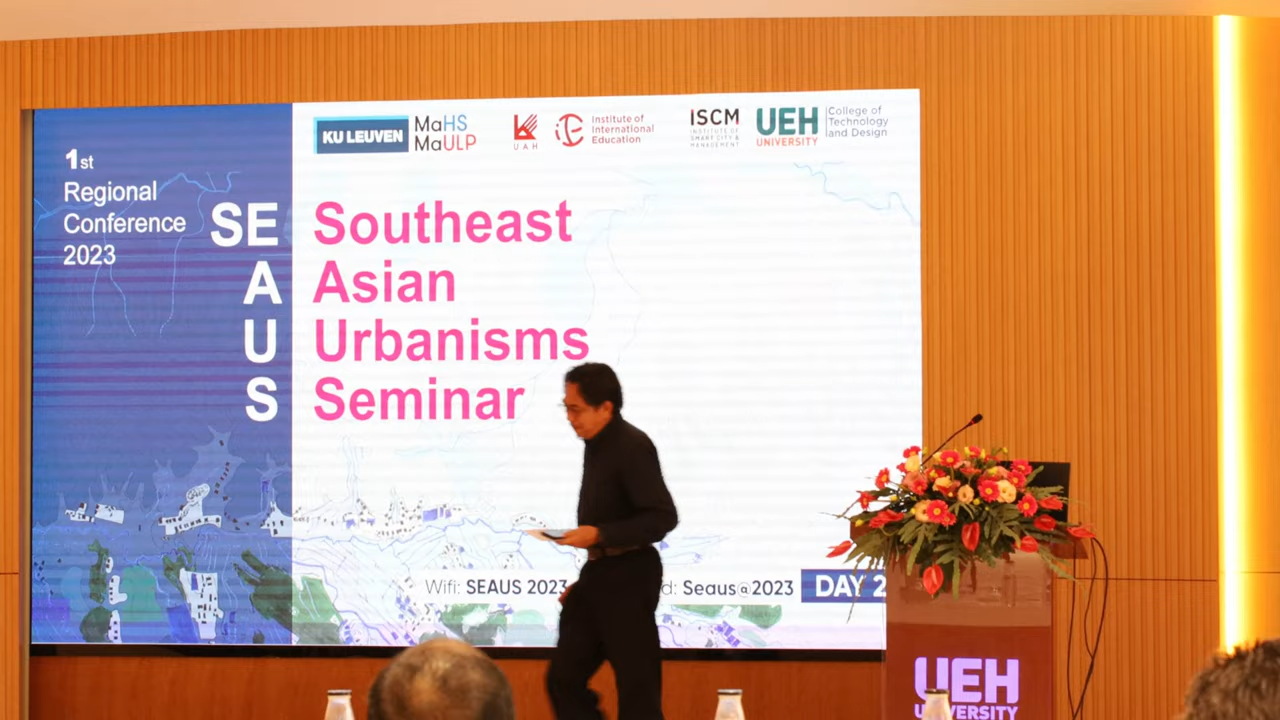 1st
Regional
Conference
2023
SE
A
U
S
KU LEUVEN
MaHS
MaULP
UAH
Institute of
International
Education
ISCM
INSTITUTE OF
SMART CITY &
MANAGEMENT
UEH
UNIVERSITY
College of
Technology
and Design
Southeast
Asian
Urbanisms
Seminar
Wifi: SEAUS 2023
d: Seaus@2023
DAY 2
UEH
UNIVERSITY